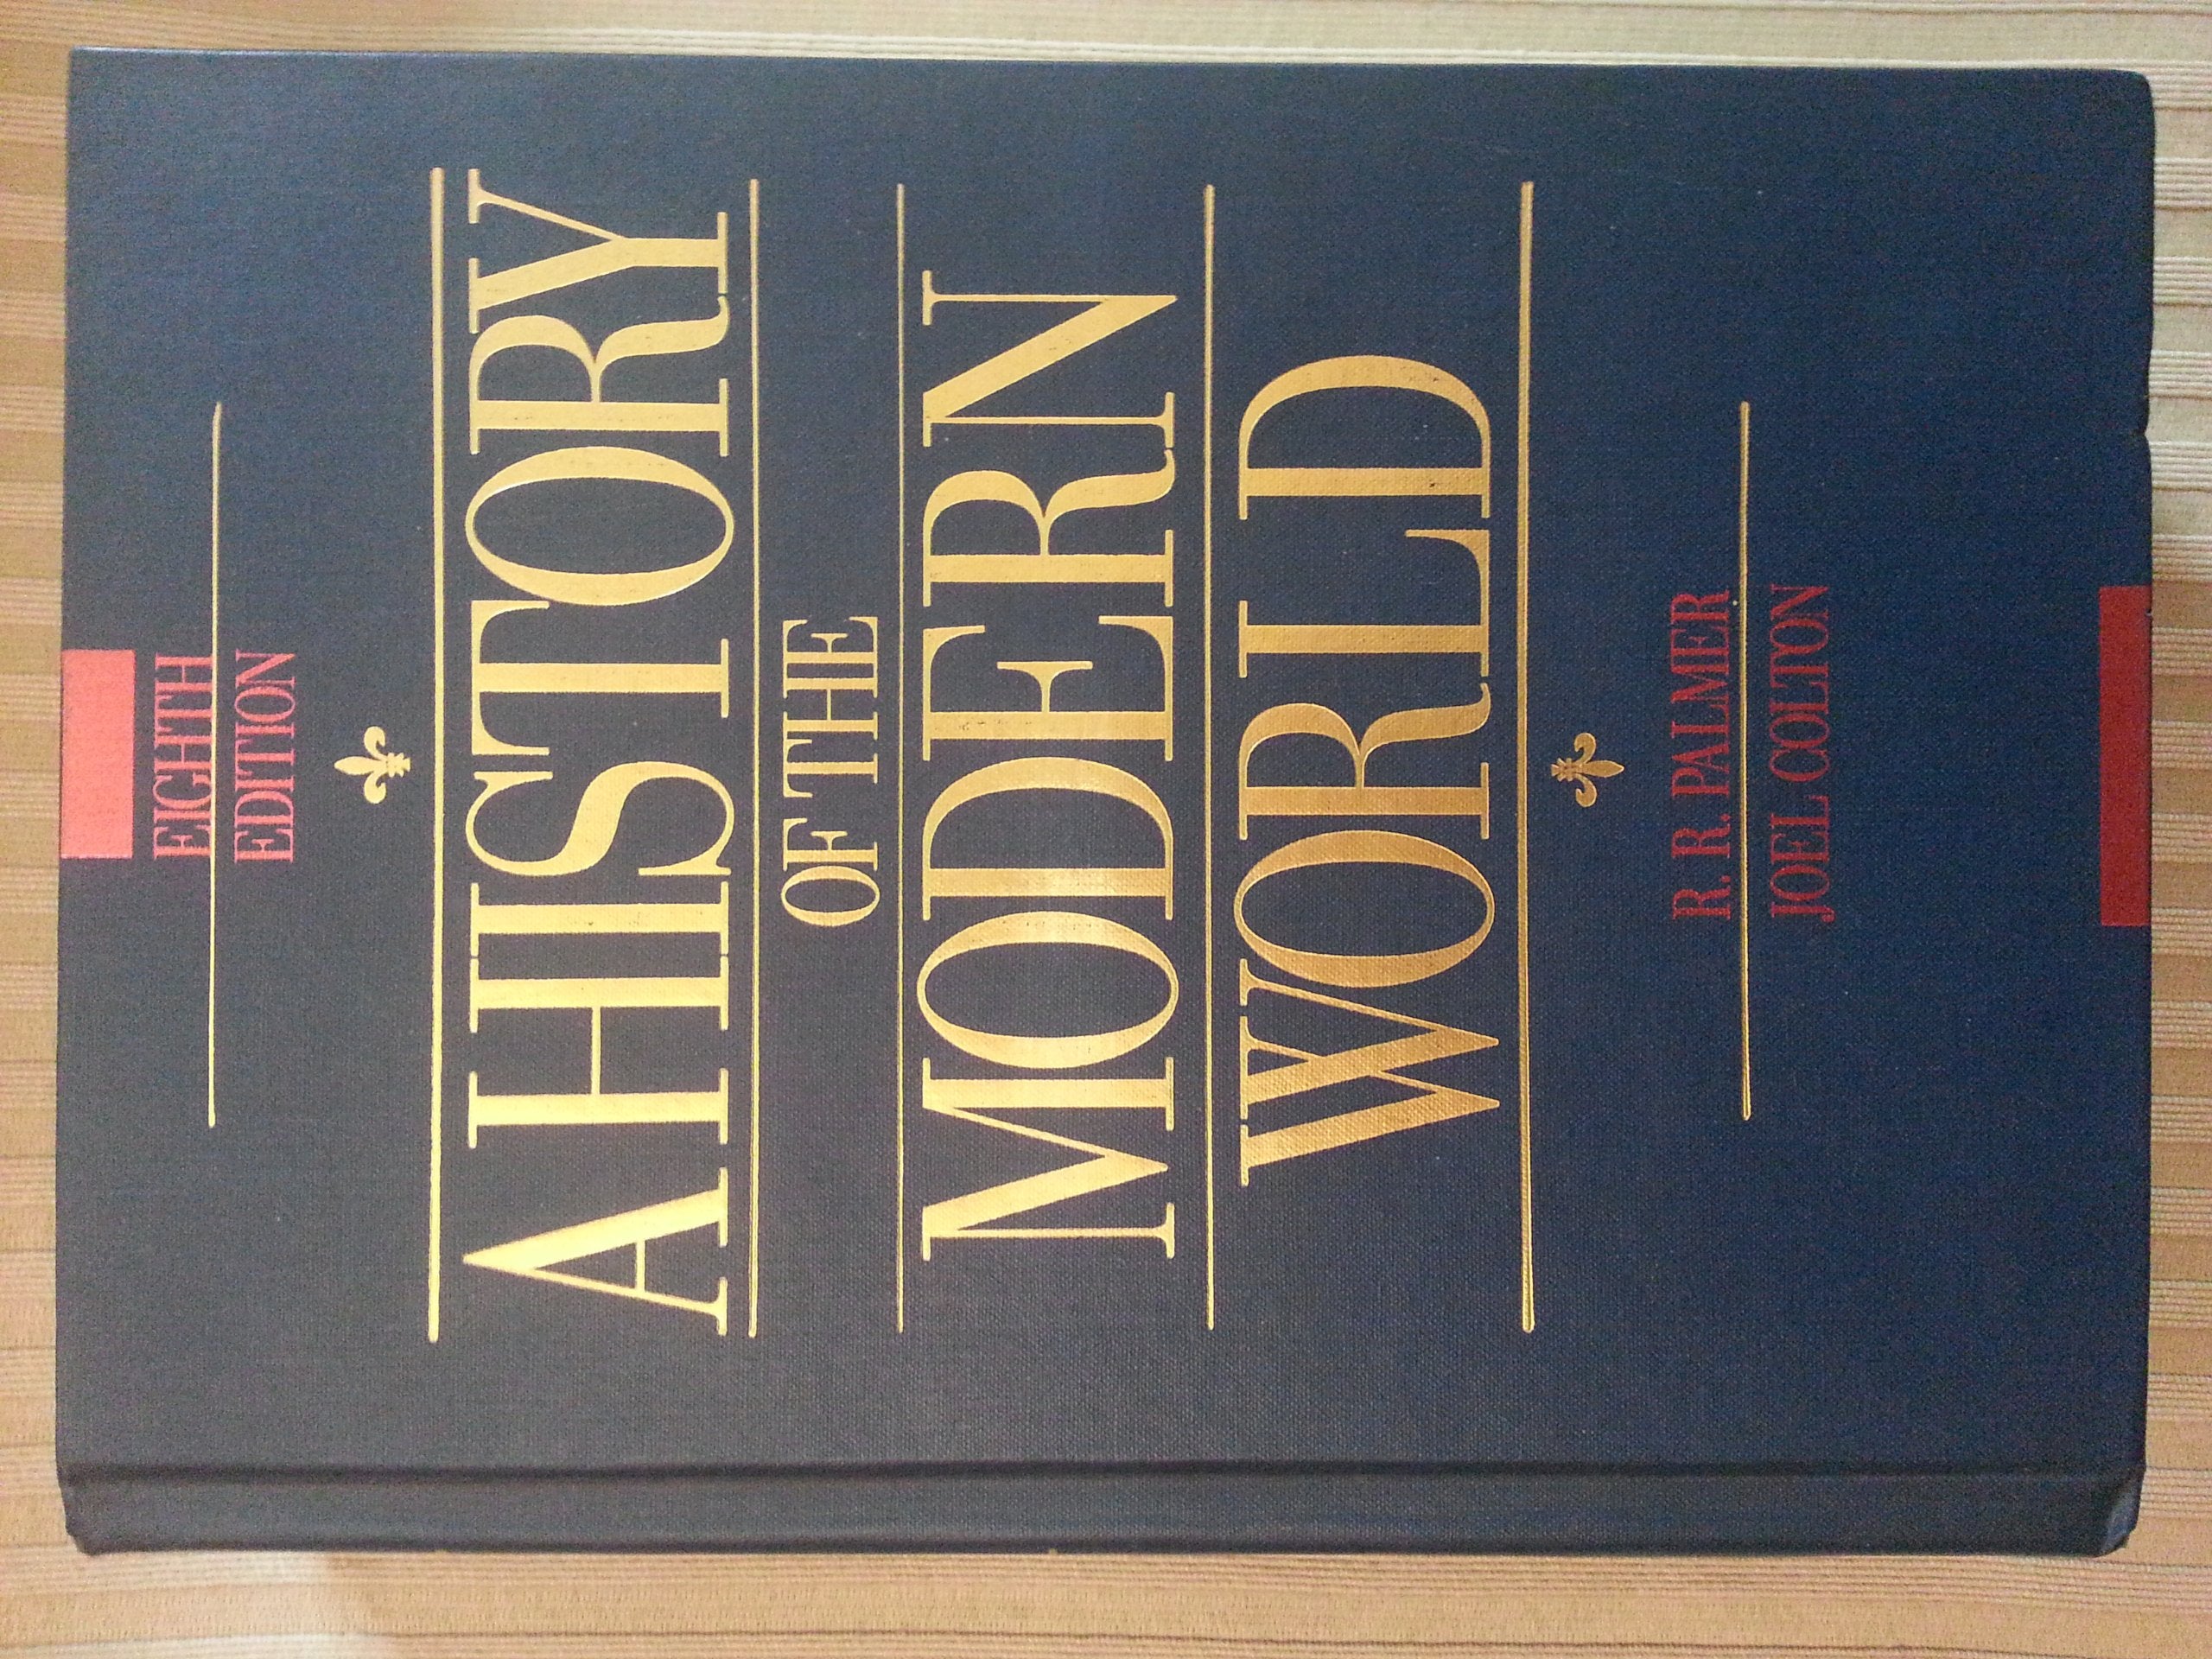 EIGHTH
EDITION
A HISTORY
OF THE
MODERN
WORLD
R. R. PALMER
JOEL COLTON